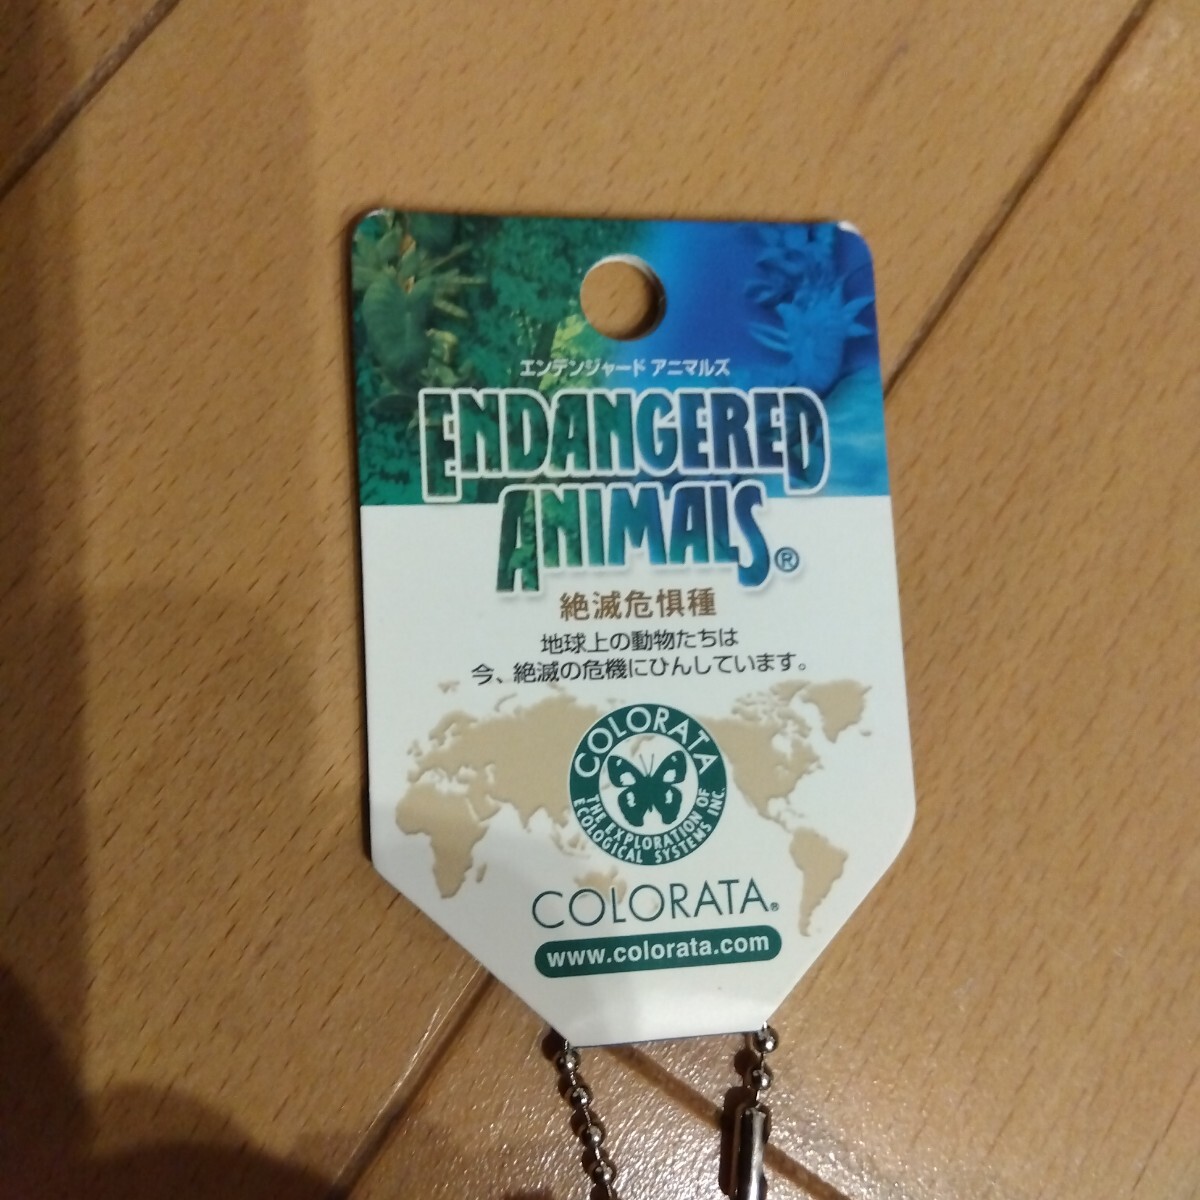 エンデンジャード アニマルズ
ENDANGERED
ANIMALS®
絶滅危惧種
地球上の動物たちは
今、絶滅の危機にひんしています。
COLORATA
THE EXPLORATION OF
ECOLOGICAL SYSTEMS INC.
COLORATA®
www.colorata.com